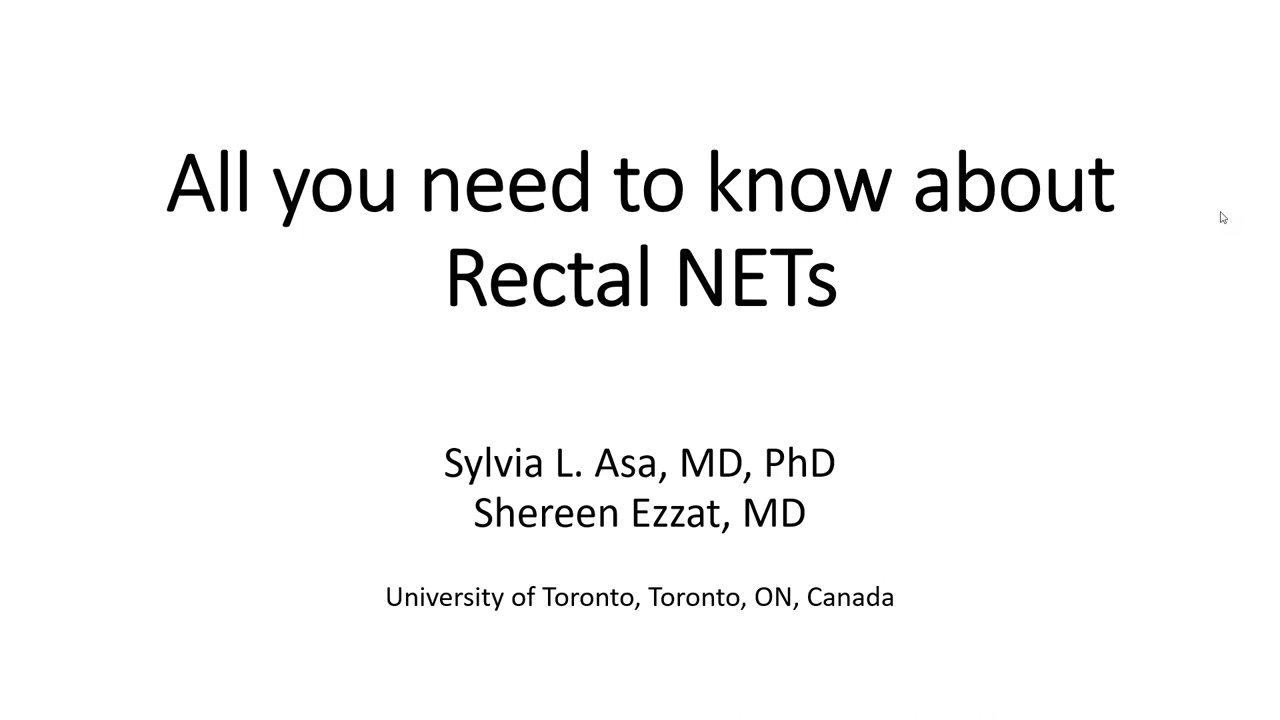 All you need to know about
Rectal NETs
Sylvia L. Asa, MD, PhD
Shereen Ezzat, MD
University of Toronto, Toronto, ON, Canada